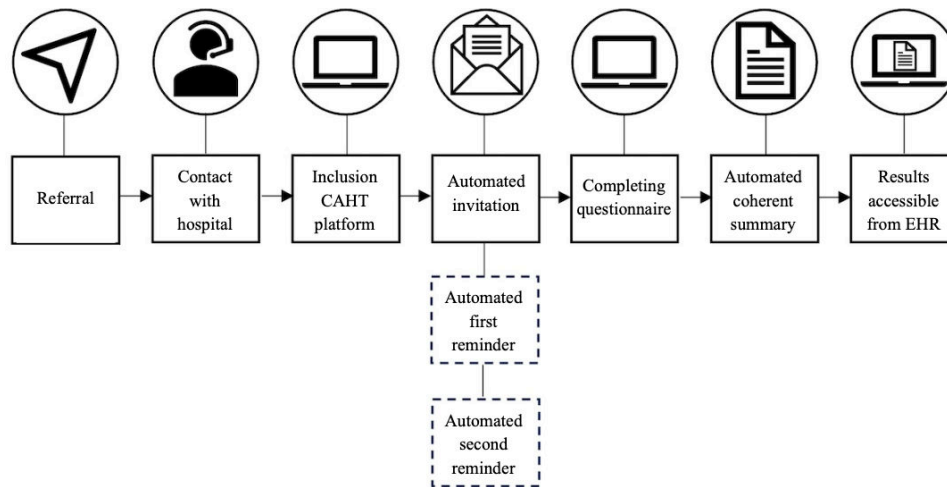 Referral
Contact
with
hospital
Inclusion
CAHT
platform
Automated
invitation
Completing
questionnaire
Automated
coherent
summary
Results
accessible
from EHR
Automated
first
reminder
Automated
second
reminder